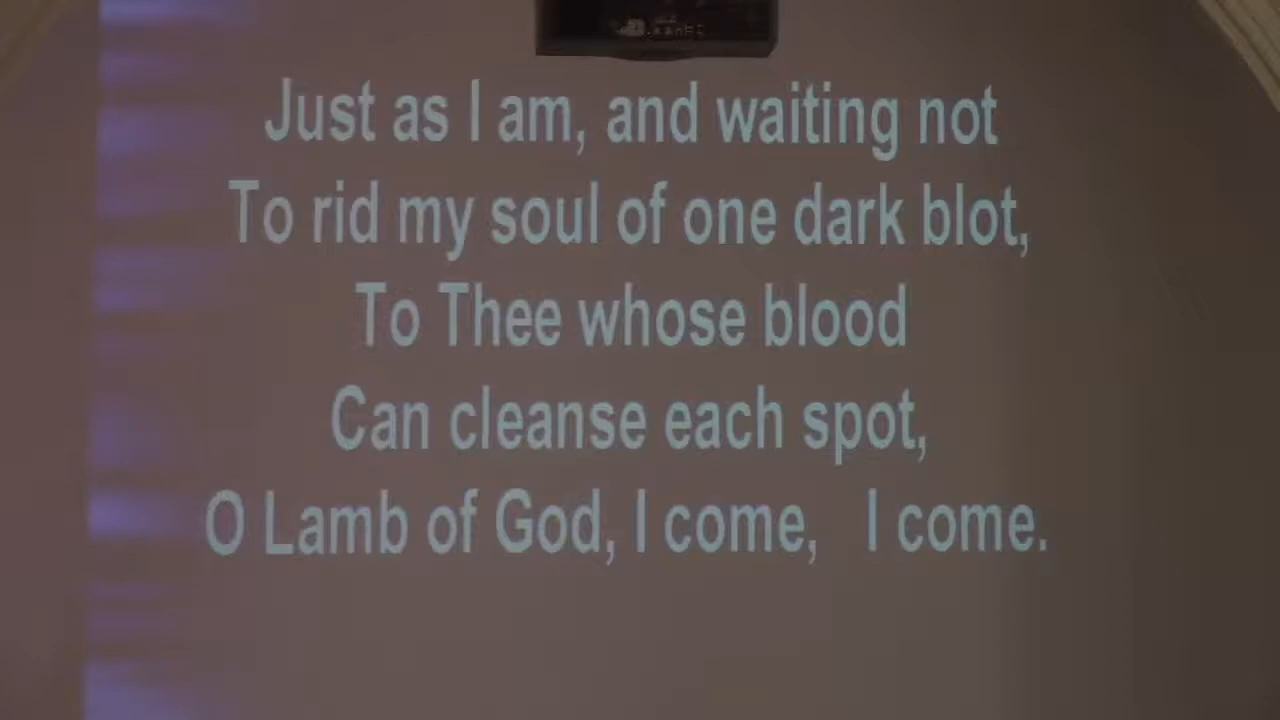 Just as I am, and waiting not
To rid my soul of one dark blot,
To Thee whose blood
Can cleanse each spot,
O Lamb of God, I come, I come.